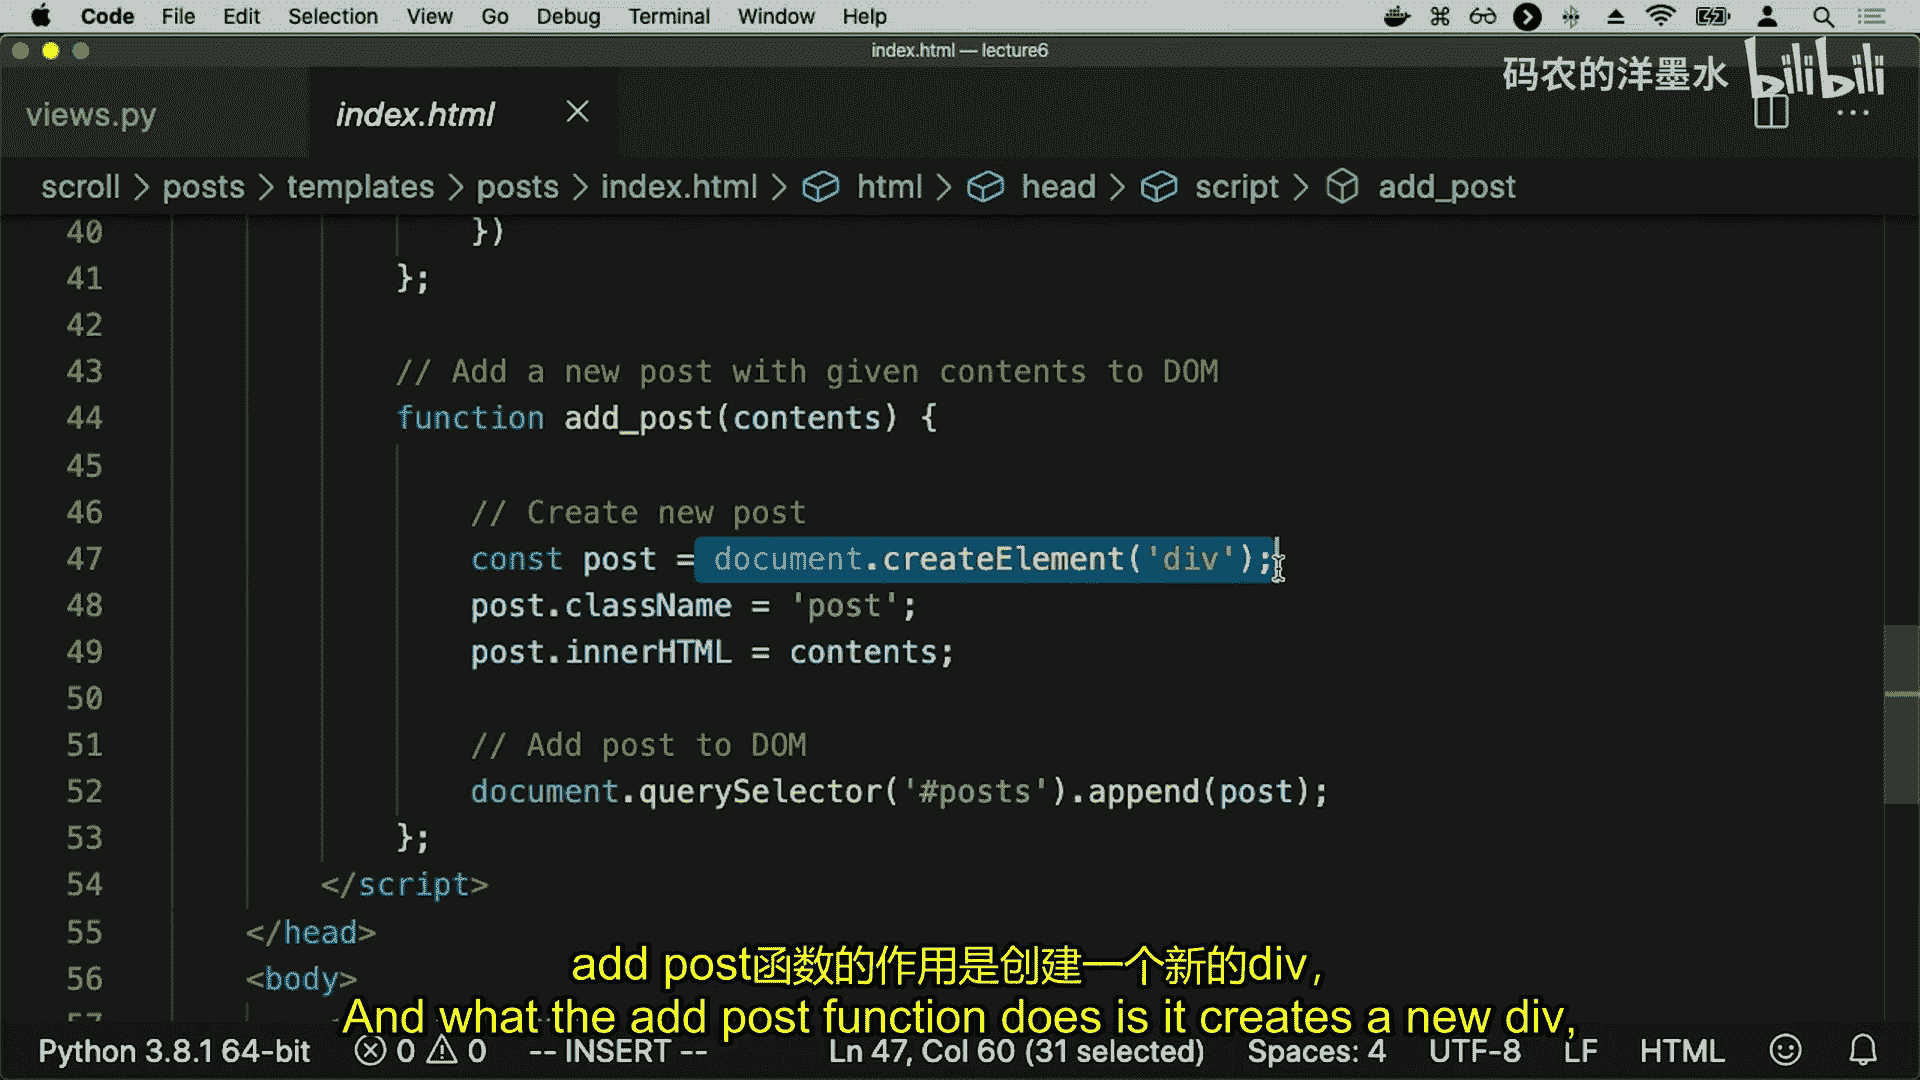 Code File Edit Selection View Go Debug Terminal Window Help
index.html — lecture6
码农的洋墨水 bilibili
views.py index.html
scroll > posts > templates > posts > index.html > html > head > script > add_post
40 })
41 };
42
43 // Add a new post with given contents to DOM
44 function add_post(contents) {
45
46 // Create new post
47 const post = document.createElement('div');
48 post.className = 'post';
49 post.innerHTML = contents;
50
51 // Add post to DOM
52 document.querySelector('#posts').append(post);
53 };
54 </script>
55 </head>
56 <body>
57
add post函数的作用是创建一个新的div，
And what the add post function does is it creates a new div,
Python 3.8.1 64-bit 0 0 -- INSERT -- Ln 47, Col 60 (31 selected) Spaces: 4 UTF-8 LF HTML